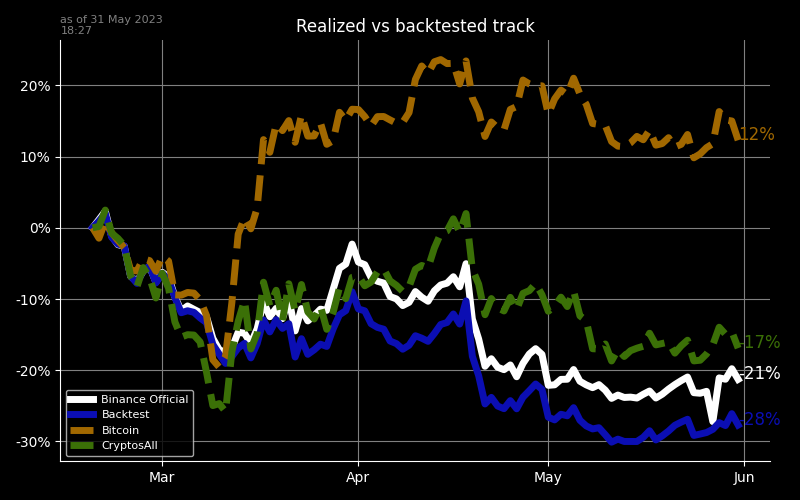 as of 31 May 2023
18:27
Realized vs backtested track
20%
10%
0%
-10%
-20%
-30%
12%
-17%
-21%
-28%
Binance Official
Backtest
Bitcoin
CryptosAll
Mar
Apr
May
Jun